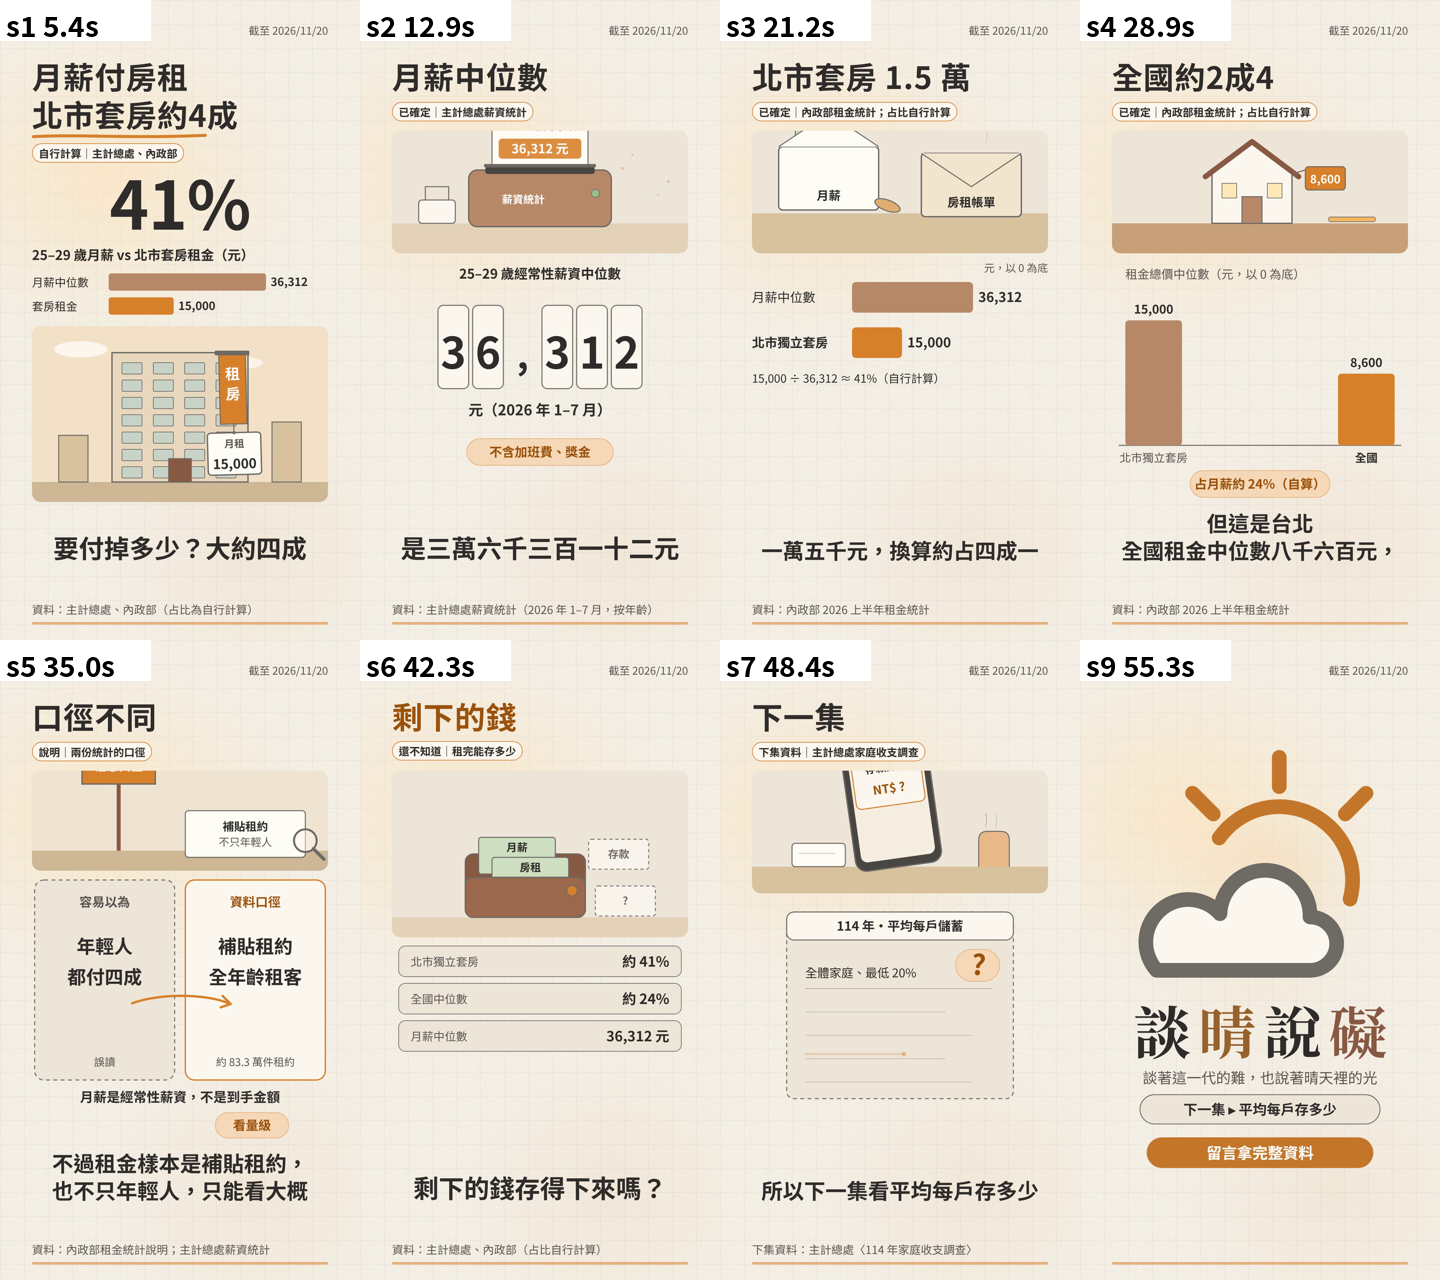 s1 5.4s
截至 2026/11/20
月薪付房租
北市套房約4成
自行計算｜主計總處、內政部
41%
25–29 歲月薪 vs 北市套房租金（元）
月薪中位數 36,312
套房租金 15,000
租
房
月租
15,000
要付掉多少？大約四成
資料：主計總處、內政部（占比為自行計算）
s2 12.9s
截至 2026/11/20
月薪中位數
已確定｜主計總處薪資統計
36,312 元
薪資統計
25–29 歲經常性薪資中位數
36,312
元（2026 年 1–7 月）
不含加班費、獎金
是三萬六千三百一十二元
資料：主計總處薪資統計（2026 年 1–7 月，按年齡）
s3 21.2s
截至 2026/11/20
北市套房 1.5 萬
已確定｜內政部租金統計；占比自行計算
月薪
房租帳單
元，以 0 為底
月薪中位數 36,312
北市獨立套房 15,000
15,000 ÷ 36,312 ≈ 41%（自行計算）
一萬五千元，換算約占四成一
資料：內政部 2026 上半年租金統計
s4 28.9s
截至 2026/11/20
全國約2成4
已確定｜內政部租金統計；占比自行計算
8,600
租金總價中位數（元，以 0 為底）
15,000
8,600
北市獨立套房
全國
占月薪約 24%（自算）
但這是台北
全國租金中位數八千六百元，
資料：內政部 2026 上半年租金統計
s5 35.0s
截至 2026/11/20
口徑不同
說明｜兩份統計的口徑
補貼租約
不只年輕人
容易以為
年輕人
都付四成
誤讀
資料口徑
補貼租約
全年齡租客
約 83.3 萬件租約
月薪是經常性薪資，不是到手金額
看量級
不過租金樣本是補貼租約，
也不只年輕人，只能看大概
資料：內政部租金統計說明；主計總處薪資統計
s6 42.3s
截至 2026/11/20
剩下的錢
還不知道｜租完能存多少
月薪
房租
存款
?
北市獨立套房 約 41%
全國中位數 約 24%
月薪中位數 36,312 元
剩下的錢存得下來嗎？
資料：主計總處、內政部（占比自行計算）
s7 48.4s
截至 2026/11/20
下一集
下集資料｜主計總處家庭收支調查
NT$ ?
114 年・平均每戶儲蓄
全體家庭、最低 20%
?
所以下一集看平均每戶存多少
下集資料：主計總處〈114 年家庭收支調查〉
s9 55.3s
截至 2026/11/20
談晴說礙
談著這一代的難，也說著晴天裡的光
下一集 ▸ 平均每戶存多少
留言拿完整資料